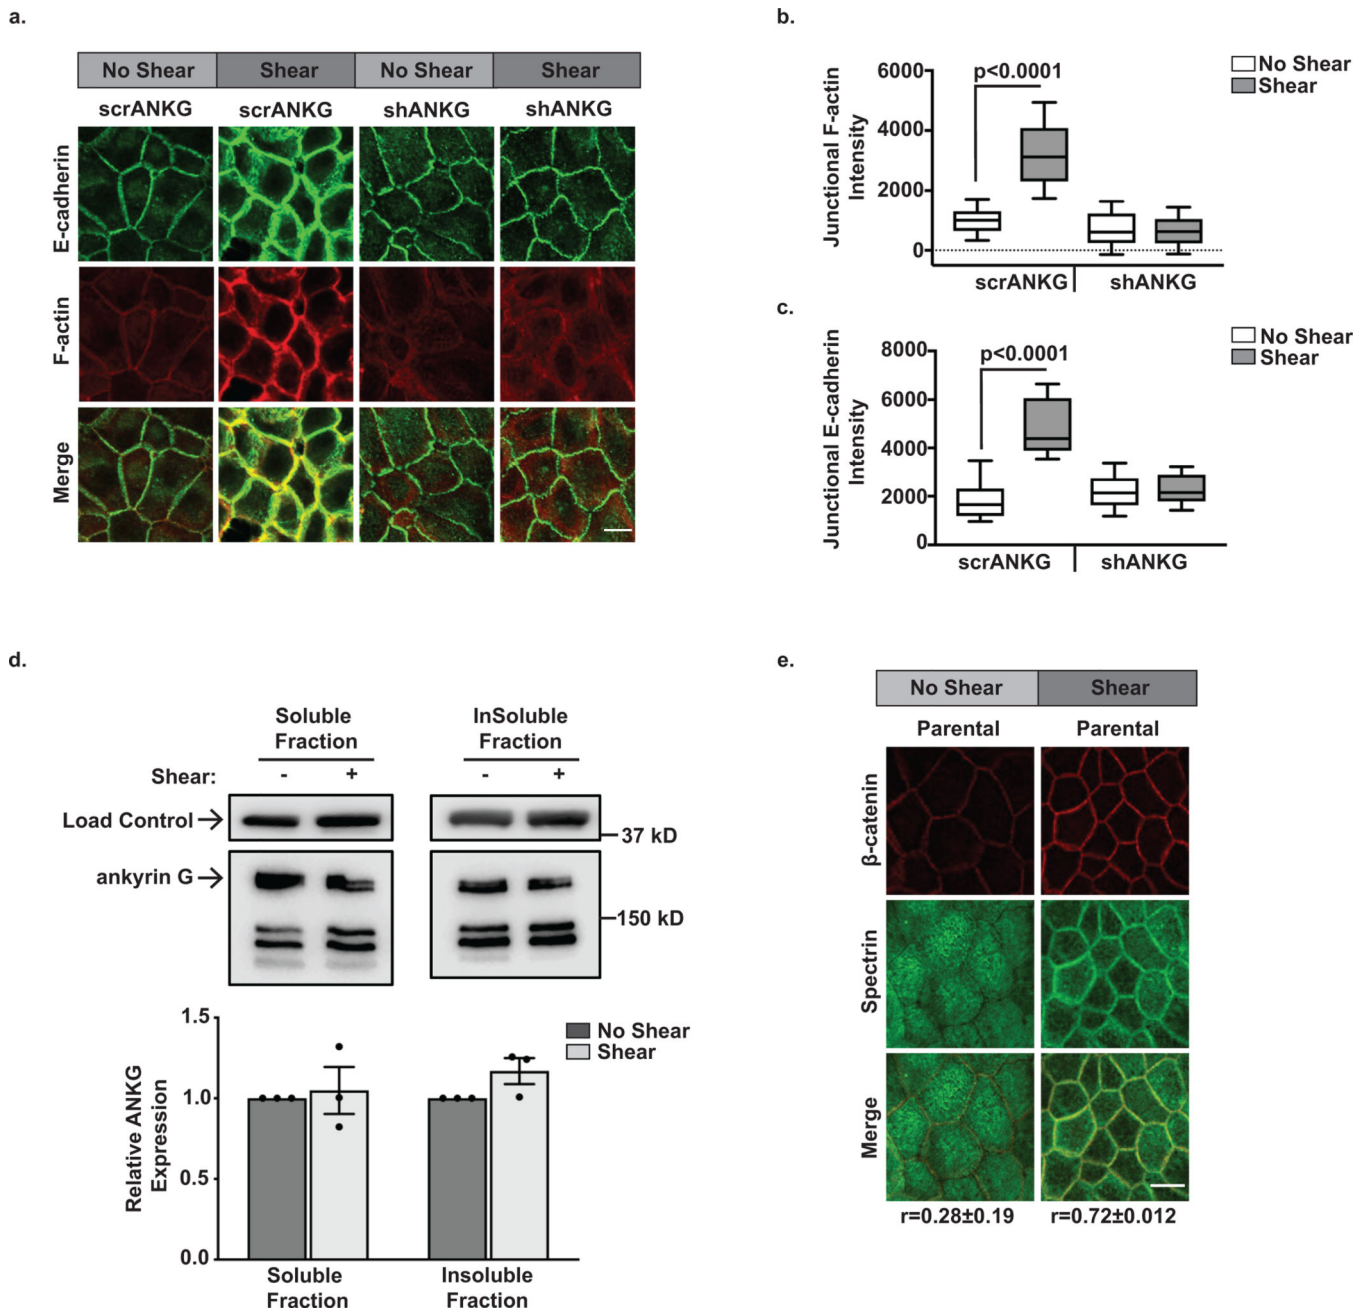 a.
No Shear Shear No Shear Shear
scrANKG scrANKG shANKG shANKG
E-cadherin
F-actin
Merge
b.
No Shear
Shear
p<0.0001
Junctional F-actin
Intensity
6000
4000
2000
0
scrANKG shANKG
c.
No Shear
Shear
p<0.0001
Junctional E-cadherin
Intensity
8000
6000
4000
2000
0
scrANKG shANKG
d.
Soluble
Fraction
InSoluble
Fraction
Shear: - + - +
Load Control
37 kD
ankyrin G
150 kD
Relative ANKG
Expression
1.5
1.0
0.5
0.0
No Shear
Shear
Soluble
Fraction
Insoluble
Fraction
e.
No Shear Shear
Parental Parental
β-catenin
Spectrin
Merge
r=0.28±0.19 r=0.72±0.012